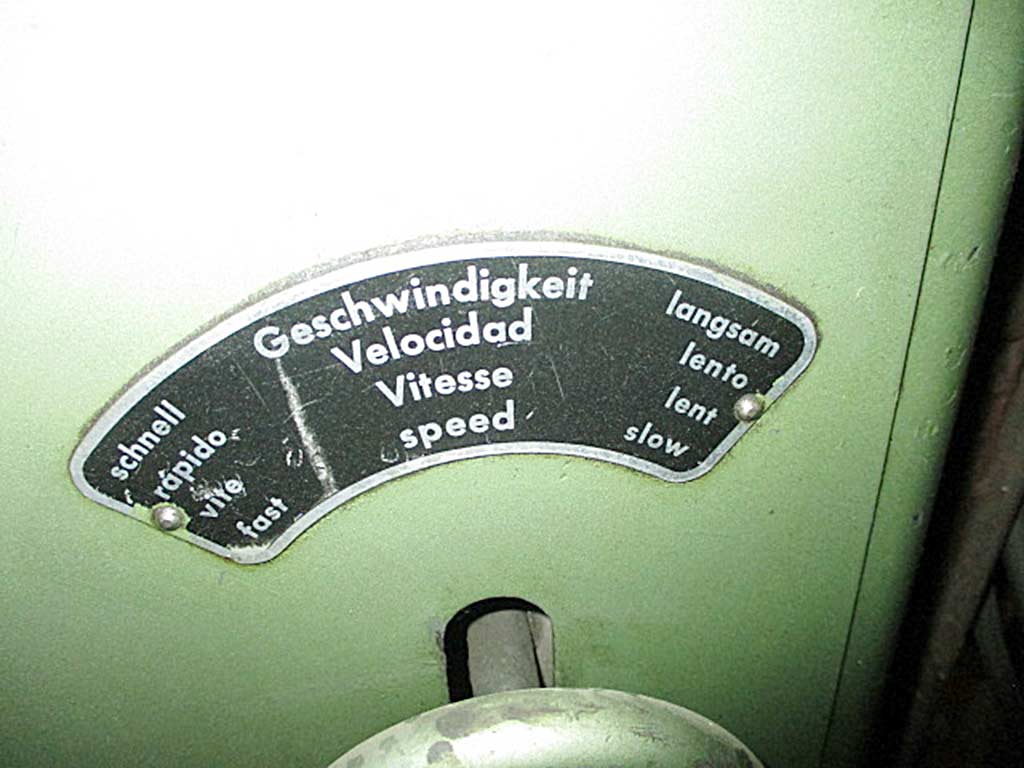 Geschwindigkeit
Velocidad
Vitesse
speed
schnell
rápido
vite
fast
langsam
lento
lent
slow